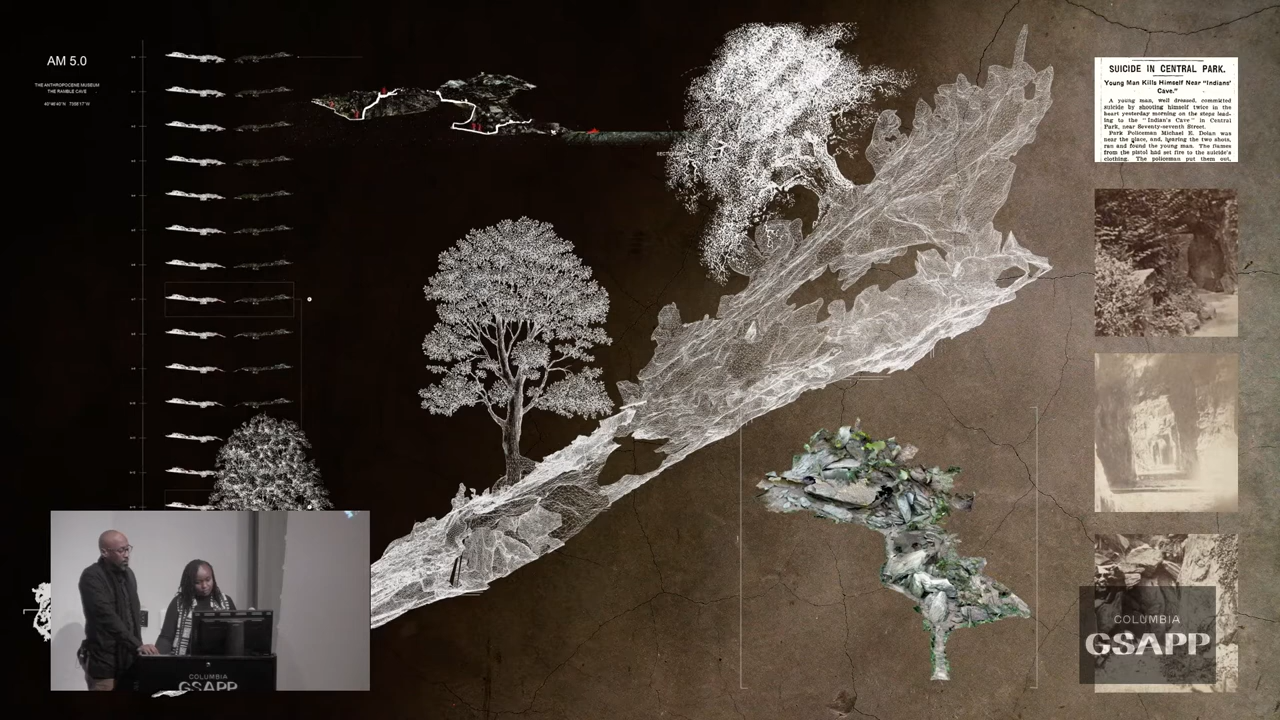 AM 5.0
THE ANTHROPOCENE MUSEUM
THE RAMBLE CAVE
SUICIDE IN CENTRAL PARK.
Young Man Kills Himself Near "Indians'
Cave."
A young man, well dressed, committed
suicide by shooting himself twice in the
heart yesterday morning on the steps lead-
ing to the "Indian's Cave" in Central
Park, near Seventy-seventh Street.
Park Policeman Michael E. Dolan was
near the place, and, hearing the two shots,
ran and found the young man. The flames
from the pistol had set fire to the suicide's
clothing. The policeman put them out,
COLUMBIA
GSAPP
COLUMBIA
GSAPP